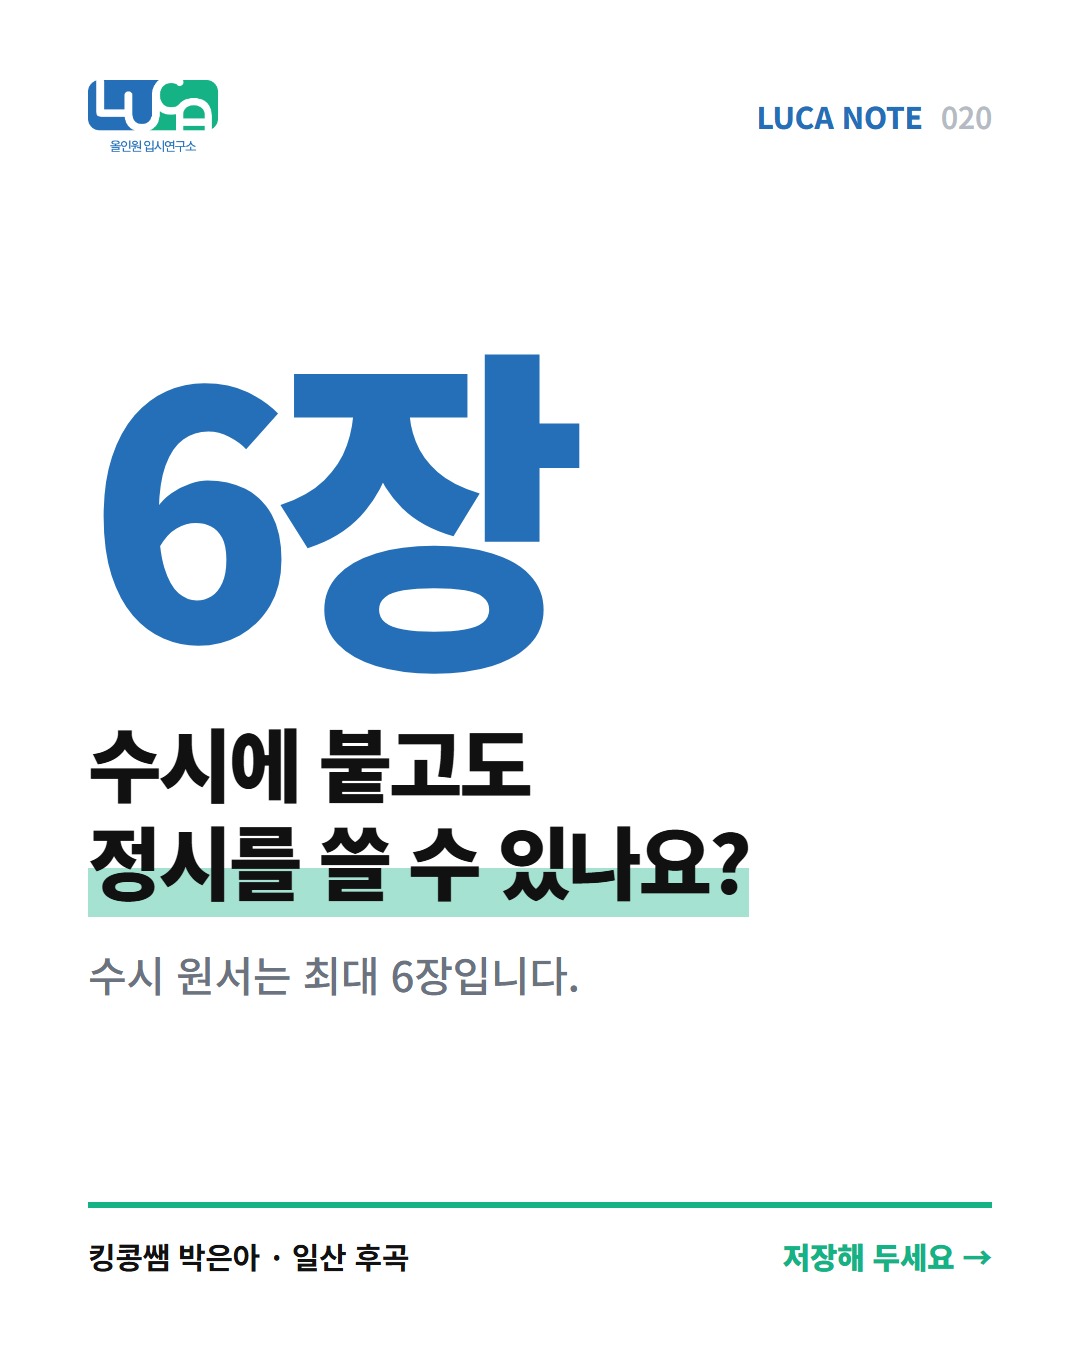 LUCA
올인원 입시연구소
LUCA NOTE 020
6장
수시에 붙고도
정시를 쓸 수 있나요?
수시 원서는 최대 6장입니다.
킹콩쌤 박은아 · 일산 후곡
저장해 두세요 →